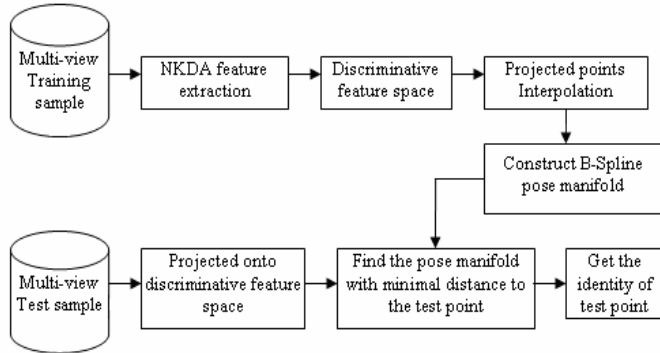 Multi-view
Training
sample
NKDA feature
extraction
Discriminative
feature space
Projected points
Interpolation
Construct B-Spline
pose manifold
Multi-view
Test sample
Projected onto
discriminative feature
space
Find the pose manifold
with minimal distance to
the test point
Get the
identity of
test point